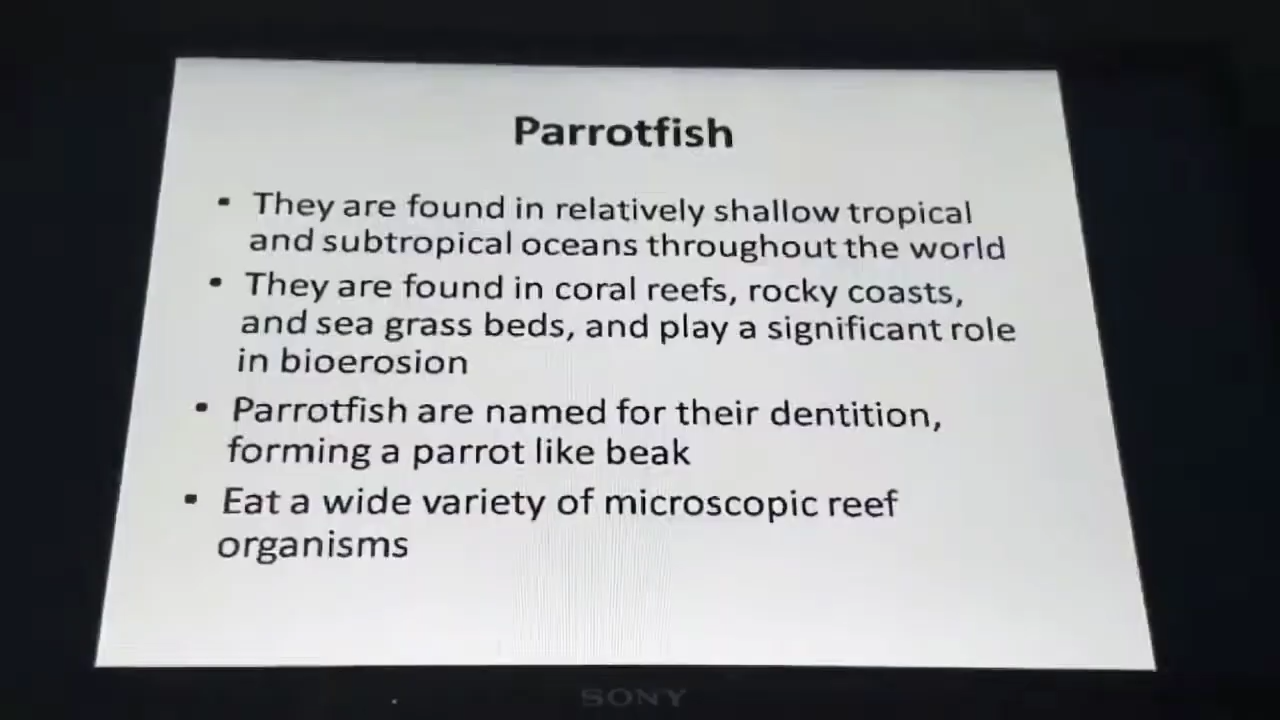 Parrotfish
• They are found in relatively shallow tropical
and subtropical oceans throughout the world
• They are found in coral reefs, rocky coasts,
and sea grass beds, and play a significant role
in bioerosion
• Parrotfish are named for their dentition,
forming a parrot like beak
• Eat a wide variety of microscopic reef
organisms
SONY